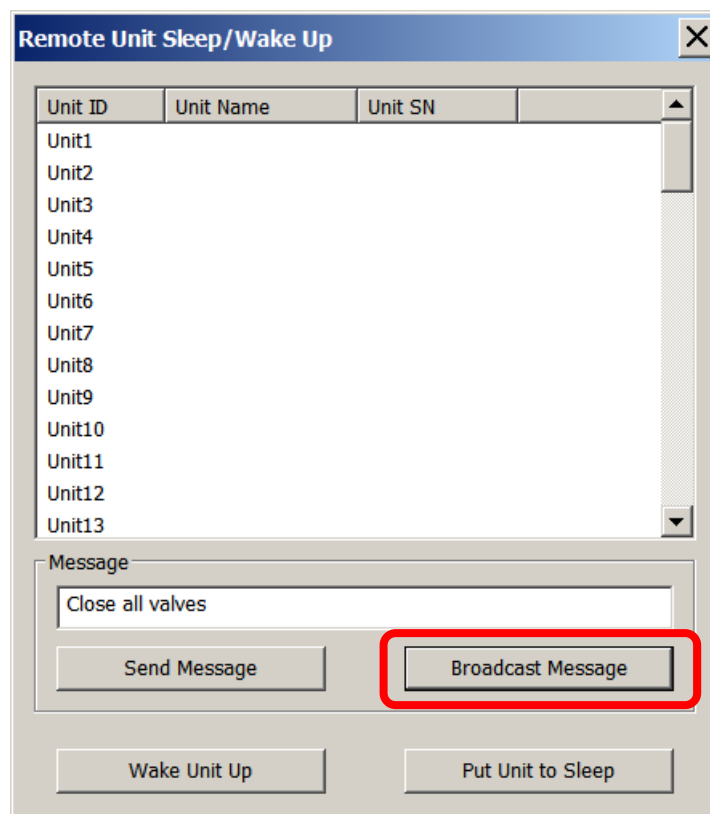 Remote Unit Sleep/Wake Up
Unit ID Unit Name Unit SN
Unit1
Unit2
Unit3
Unit4
Unit5
Unit6
Unit7
Unit8
Unit9
Unit10
Unit11
Unit12
Unit13
Message
Close all valves
Send Message Broadcast Message
Wake Unit Up Put Unit to Sleep